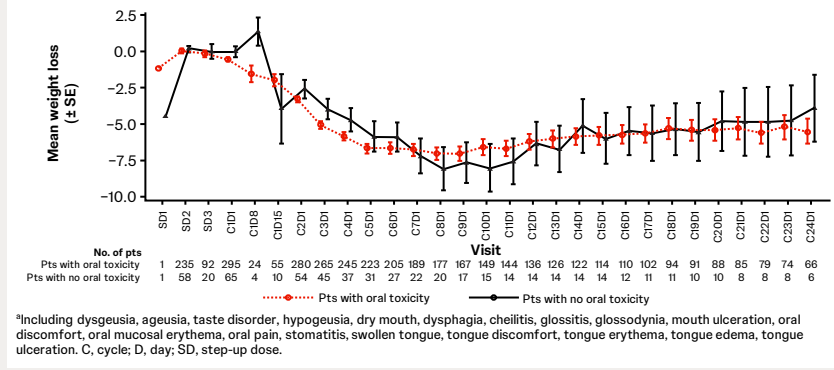 2.5
0.0
−2.5
−5.0
−7.5
−10.0
Mean weight loss
(± SE)
SD1 SD2 SD3 C1D1 C1D8 C1D15 C2D1 C3D1 C4D1 C5D1 C6D1 C7D1 C8D1 C9D1 C10D1 C11D1 C12D1 C13D1 C14D1 C15D1 C16D1 C17D1 C18D1 C19D1 C20D1 C21D1 C22D1 C23D1 C24D1
No. of pts
Visit
Pts with oral toxicity 1 235 92 295 24 55 280 265 245 223 205 189 177 167 149 144 136 126 122 114 110 102 94 91 88 85 79 74 66
Pts with no oral toxicity 1 58 20 65 4 10 54 45 37 31 27 22 20 17 15 14 14 14 14 14 12 11 11 10 10 8 8 8 6
Pts with oral toxicity Pts with no oral toxicity
ᵃIncluding dysgeusia, ageusia, taste disorder, hypogeusia, dry mouth, dysphagia, cheilitis, glossitis, glossodynia, mouth ulceration, oral
discomfort, oral mucosal erythema, oral pain, stomatitis, swollen tongue, tongue discomfort, tongue erythema, tongue edema, tongue
ulceration. C, cycle; D, day; SD, step-up dose.